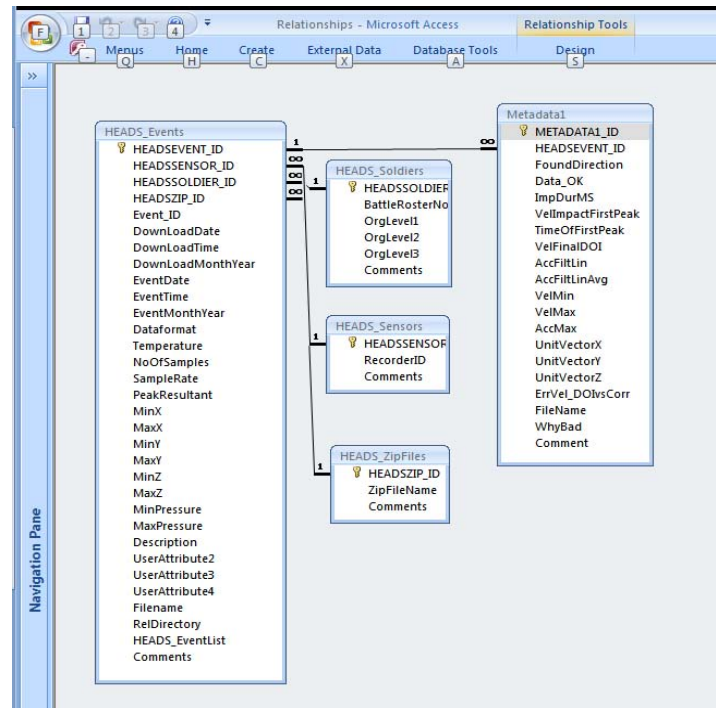 Relationships - Microsoft Access
Relationship Tools
F
1
2
3
4
Menus
Home
Create
External Data
Database Tools
Design
Q
H
C
X
A
S
»
Navigation Pane
HEADS_Events
HEADSEVENT_ID
HEADSSENSOR_ID
HEADSSOLDIER_ID
HEADSZIP_ID
Event_ID
DownLoadDate
DownLoadTime
DownLoadMonthYear
EventDate
EventTime
EventMonthYear
Dataformat
Temperature
NoOfSamples
SampleRate
PeakResultant
MinX
MaxX
MinY
MaxY
MinZ
MaxZ
MinPressure
MaxPressure
Description
UserAttribute2
UserAttribute3
UserAttribute4
Filename
RelDirectory
HEADS_EventList
Comments
1
∞
∞
∞
∞
1
1
1
HEADS_Soldiers
HEADSSOLDIER
BattleRosterNo
OrgLevel1
OrgLevel2
OrgLevel3
Comments
HEADS_Sensors
HEADSSENSOR
RecorderID
Comments
HEADS_ZipFiles
HEADSZIP_ID
ZipFileName
Comments
Metadata1
METADATA1_ID
HEADSEVENT_ID
FoundDirection
Data_OK
ImpDurMS
VelImpactFirstPeak
TimeOfFirstPeak
VelFinalDOI
AccFiltLin
AccFiltLinAvg
VelMin
VelMax
AccMax
UnitVectorX
UnitVectorY
UnitVectorZ
ErrVel_DOIvsCorr
FileName
WhyBad
Comment